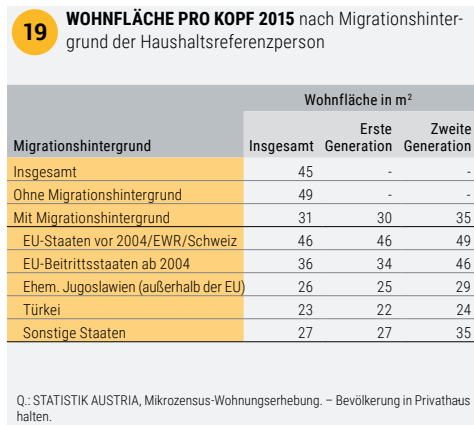 19
WOHNFLÄCHE PRO KOPF 2015 nach Migrationshinter-
grund der Haushaltsreferenzperson
Wohnfläche in m²
Migrationshintergrund Insgesamt Erste Generation Zweite Generation
Insgesamt 45 - -
Ohne Migrationshintergrund 49 - -
Mit Migrationshintergrund 31 30 35
EU-Staaten vor 2004/EWR/Schweiz 46 46 49
EU-Beitrittsstaaten ab 2004 36 34 46
Ehem. Jugoslawien (außerhalb der EU) 26 25 29
Türkei 23 22 24
Sonstige Staaten 27 27 35
Q.: STATISTIK AUSTRIA, Mikrozensus-Wohnungserhebung. – Bevölkerung in Privathaus
halten.